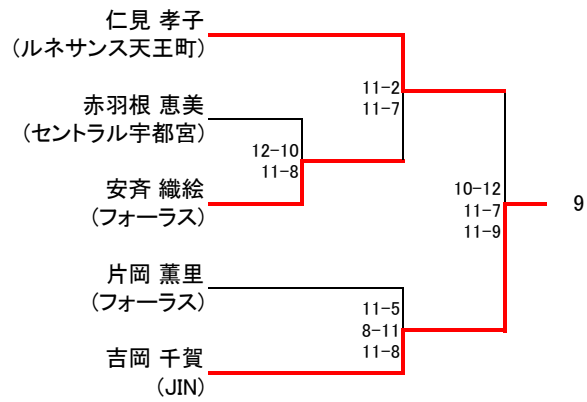 仁見 孝子
(ルネサンス天王町)
赤羽根 恵美
(セントラル宇都宮)
安斉 織絵
(フォーラス)
片岡 薫里
(フォーラス)
吉岡 千賀
(JIN)
12-10
11-8
11-2
11-7
11-5
8-11
11-8
10-12
11-7
11-9
9